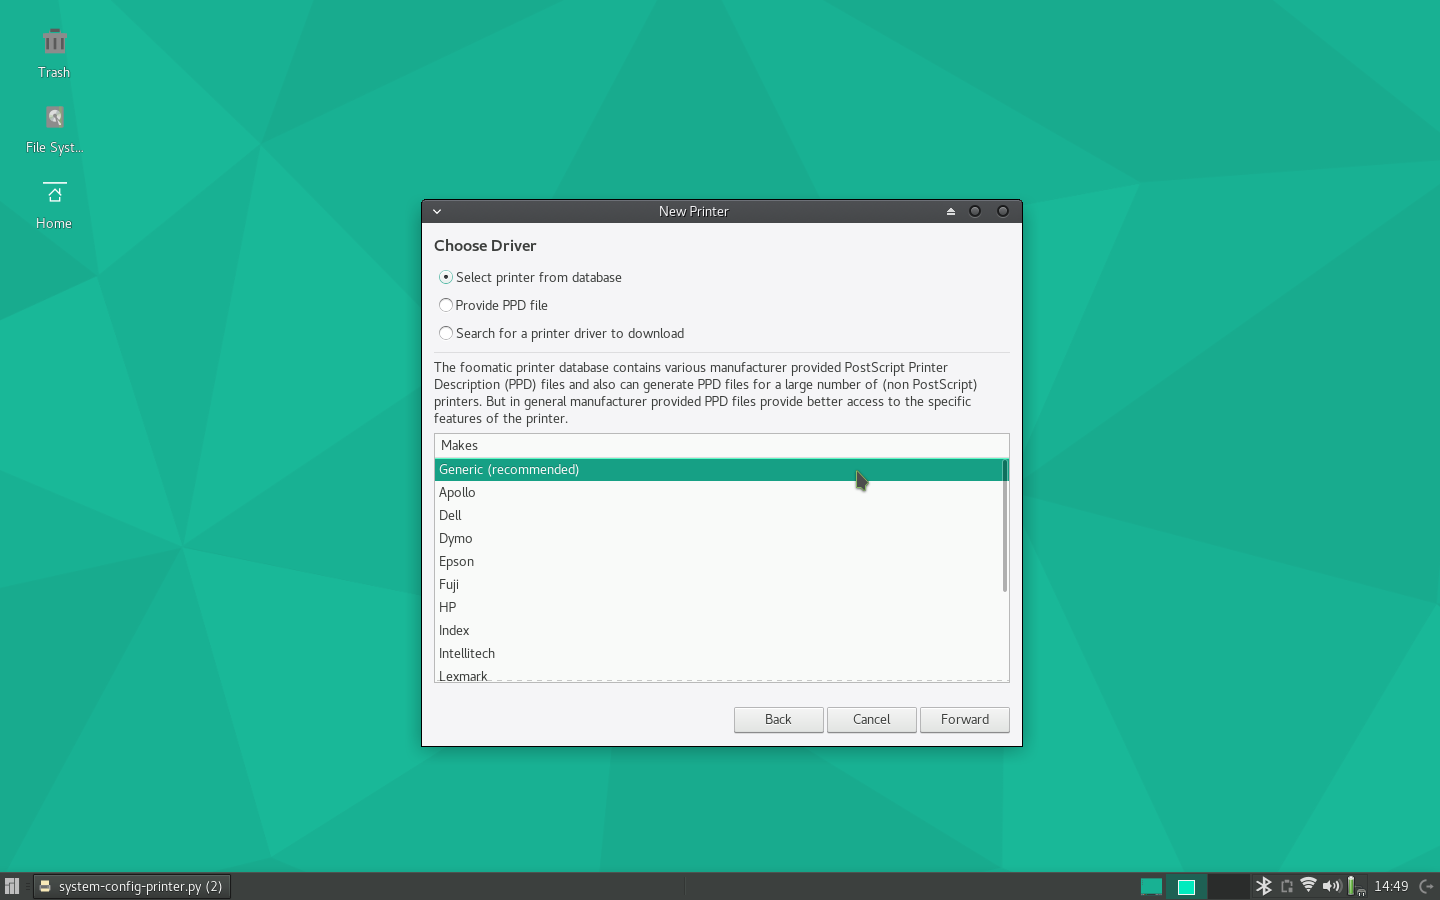 Trash
File Syst...
Home
New Printer
Choose Driver
Select printer from database
Provide PPD file
Search for a printer driver to download
The foomatic printer database contains various manufacturer provided PostScript Printer
Description (PPD) files and also can generate PPD files for a large number of (non PostScript)
printers. But in general manufacturer provided PPD files provide better access to the specific
features of the printer.
Makes
Generic (recommended)
Apollo
Dell
Dymo
Epson
Fuji
HP
Index
Intellitech
Lexmark
Back
Cancel
Forward
system-config-printer.py (2)
14:49